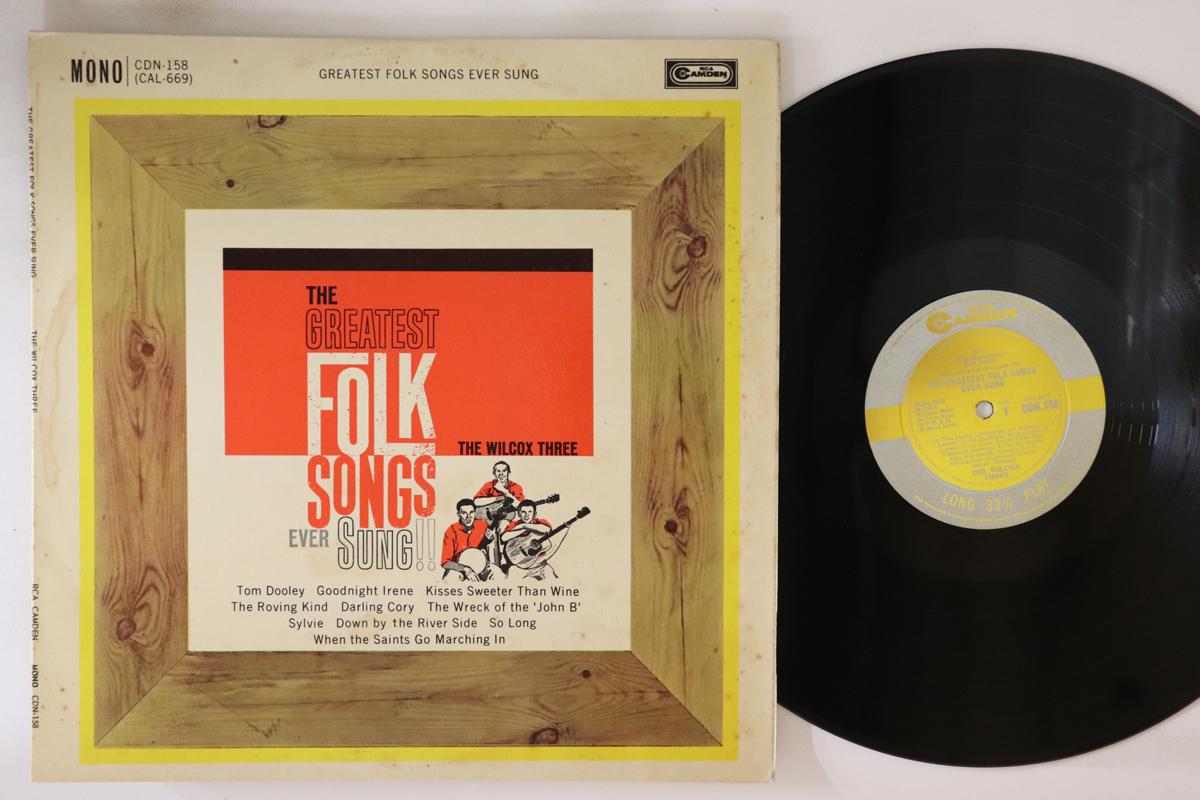 MONO CDN-158
(CAL-669)
GREATEST FOLK SONGS EVER SUNG
RCA
CAMDEN
THE GREATEST FOLK SONGS EVER SUNG
THE WILCOX THREE
RCA CAMDEN
MONO CDN-158
THE
GREATEST
FOLK
SONGS
EVER SUNG!!
THE WILCOX THREE
Tom Dooley Goodnight Irene Kisses Sweeter Than Wine
The Roving Kind Darling Cory The Wreck of the 'John B'
Sylvie Down by the River Side So Long
When the Saints Go Marching In
RCA
CAMDEN
THE GREATEST FOLK SONGS
EVER SUNG
1 CDN.158
THE WILCOX
THREE
LONG 33⅓ PLAY